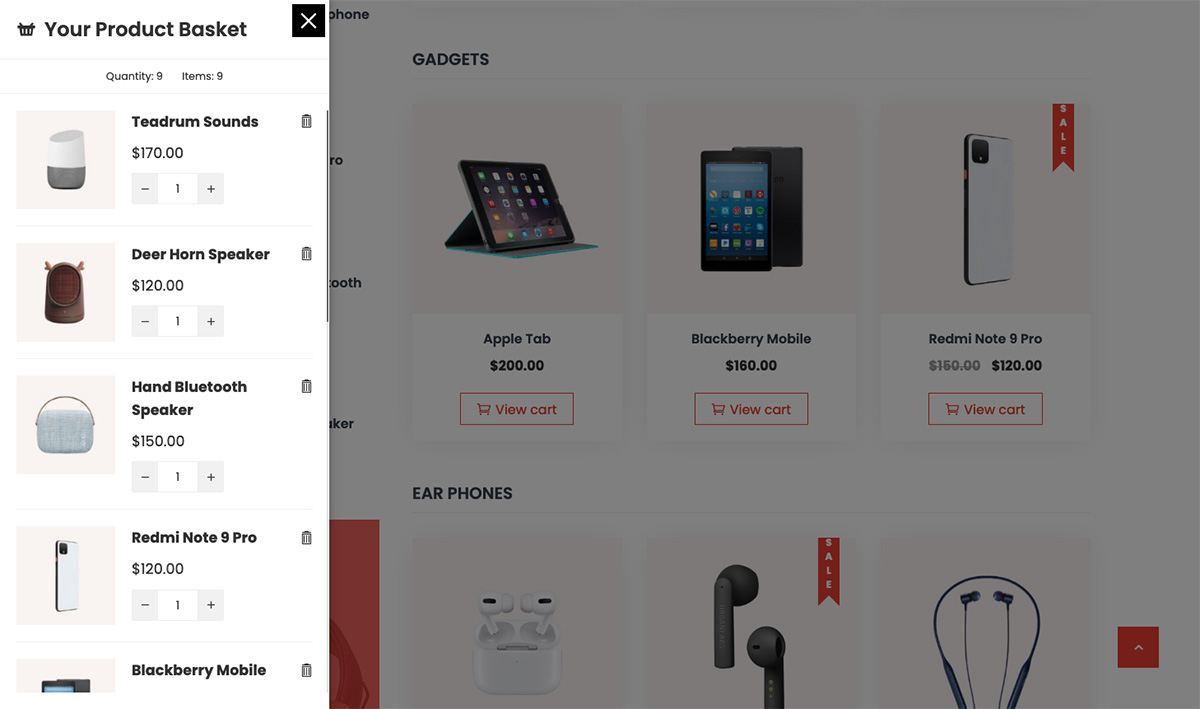 Your Product Basket
Quantity: 9 Items: 9
Teadrum Sounds
$170.00
− 1 +
Deer Horn Speaker
$120.00
− 1 +
Hand Bluetooth
Speaker
$150.00
− 1 +
Redmi Note 9 Pro
$120.00
− 1 +
Blackberry Mobile
phone
ro
tooth
aker
GADGETS
SALE
Apple Tab
$200.00
View cart
Blackberry Mobile
$160.00
View cart
Redmi Note 9 Pro
$150.00 $120.00
View cart
EAR PHONES
SALE